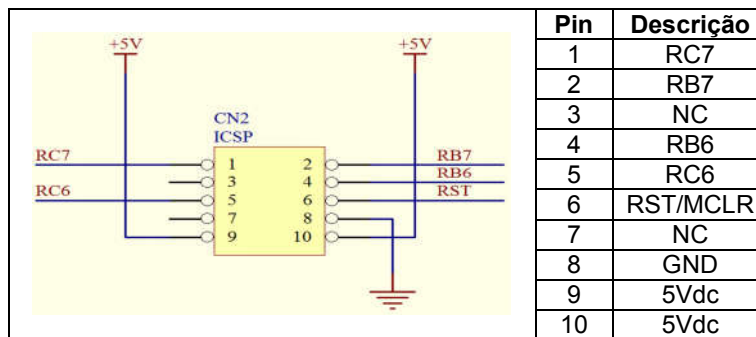 +5V +5V
CN2
ICSP
RC7 1 2 RB7
3 4 RB6
RC6 5 6 RST
7 8
9 10
Pin Descrição
1 RC7
2 RB7
3 NC
4 RB6
5 RC6
6 RST/MCLR
7 NC
8 GND
9 5Vdc
10 5Vdc